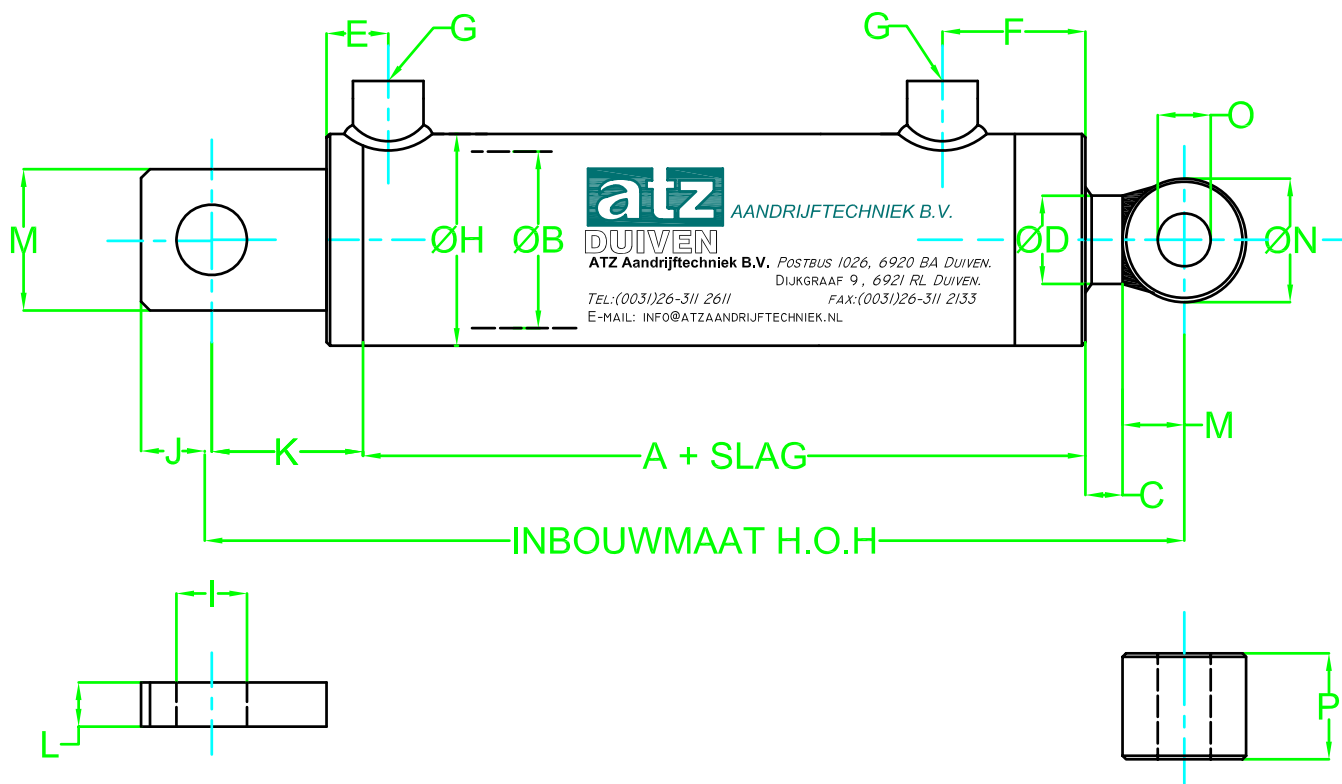 E
G
G
F
O
M
ØH
ØB
ØD
ØN
atz
AANDRIJFTECHNIEK B.V.
DUIVEN
ATZ Aandrijftechniek B.V. POSTBUS 1026, 6920 BA DUIVEN.
DIJKGRAAF 9, 6921 RL DUIVEN.
TEL:(0031)26-311 2611 FAX:(0031)26-311 2133
E-MAIL: INFO@ATZAANDRIJFTECHNIEK.NL
J
K
A + SLAG
M
C
INBOUWMAAT H.O.H
I
L
P